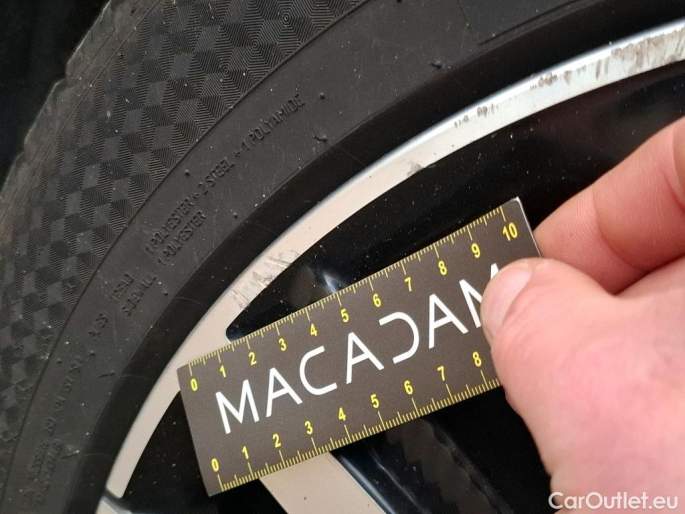 1 POLYESTER + 2 STEEL + 1 POLYAMIDE
1 POLYESTER
0 1 2 3 4 5 6 7 8 9 10
MACADAM
0 1 2 3 4 5 6 7 8
CarOutlet.eu